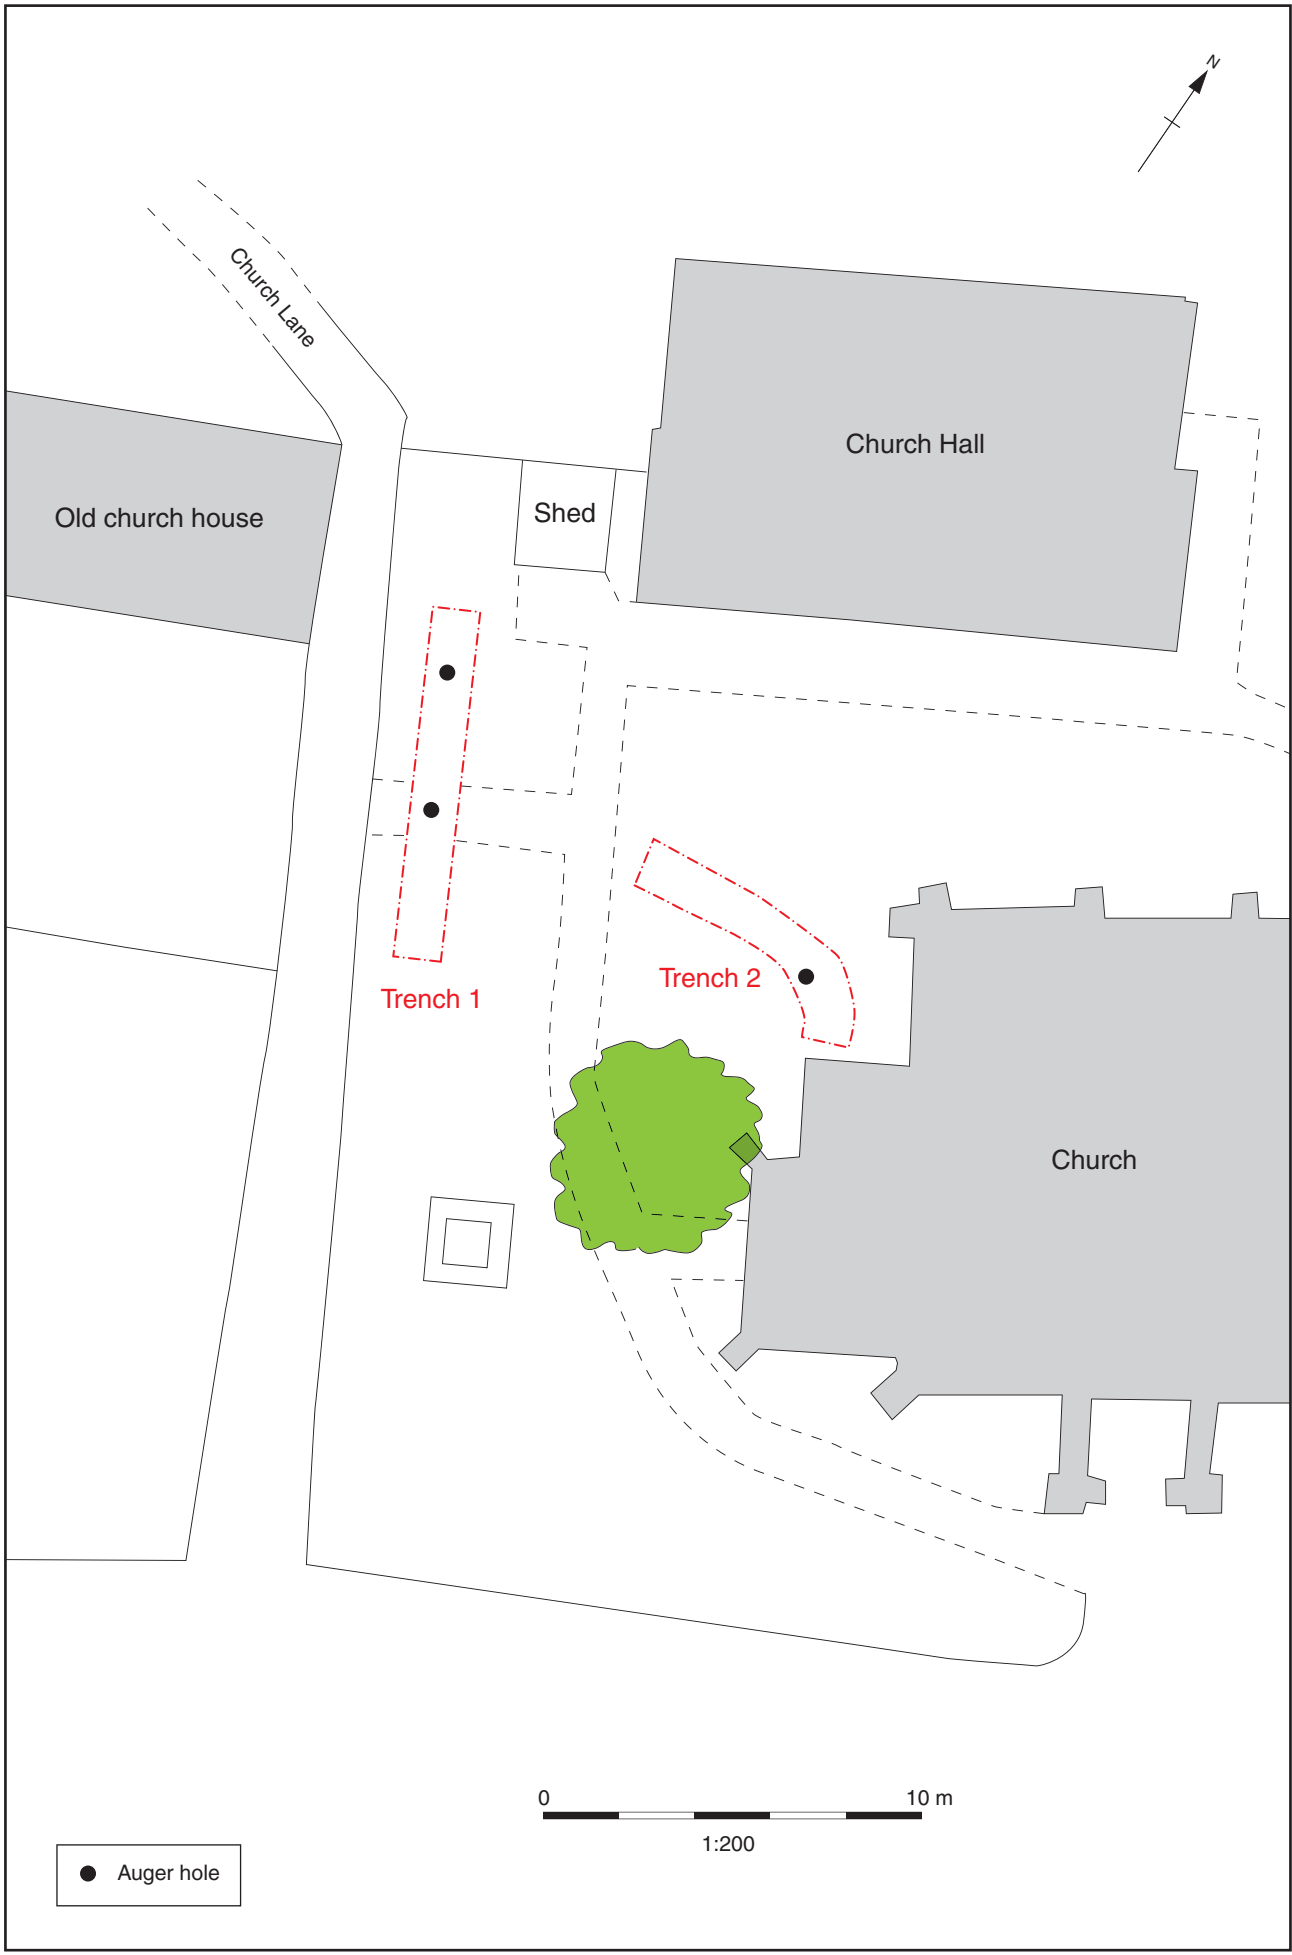 N
Church Lane
Church Hall
Old church house
Shed
Trench 2
Trench 1
Church
0 10 m
1:200
Auger hole